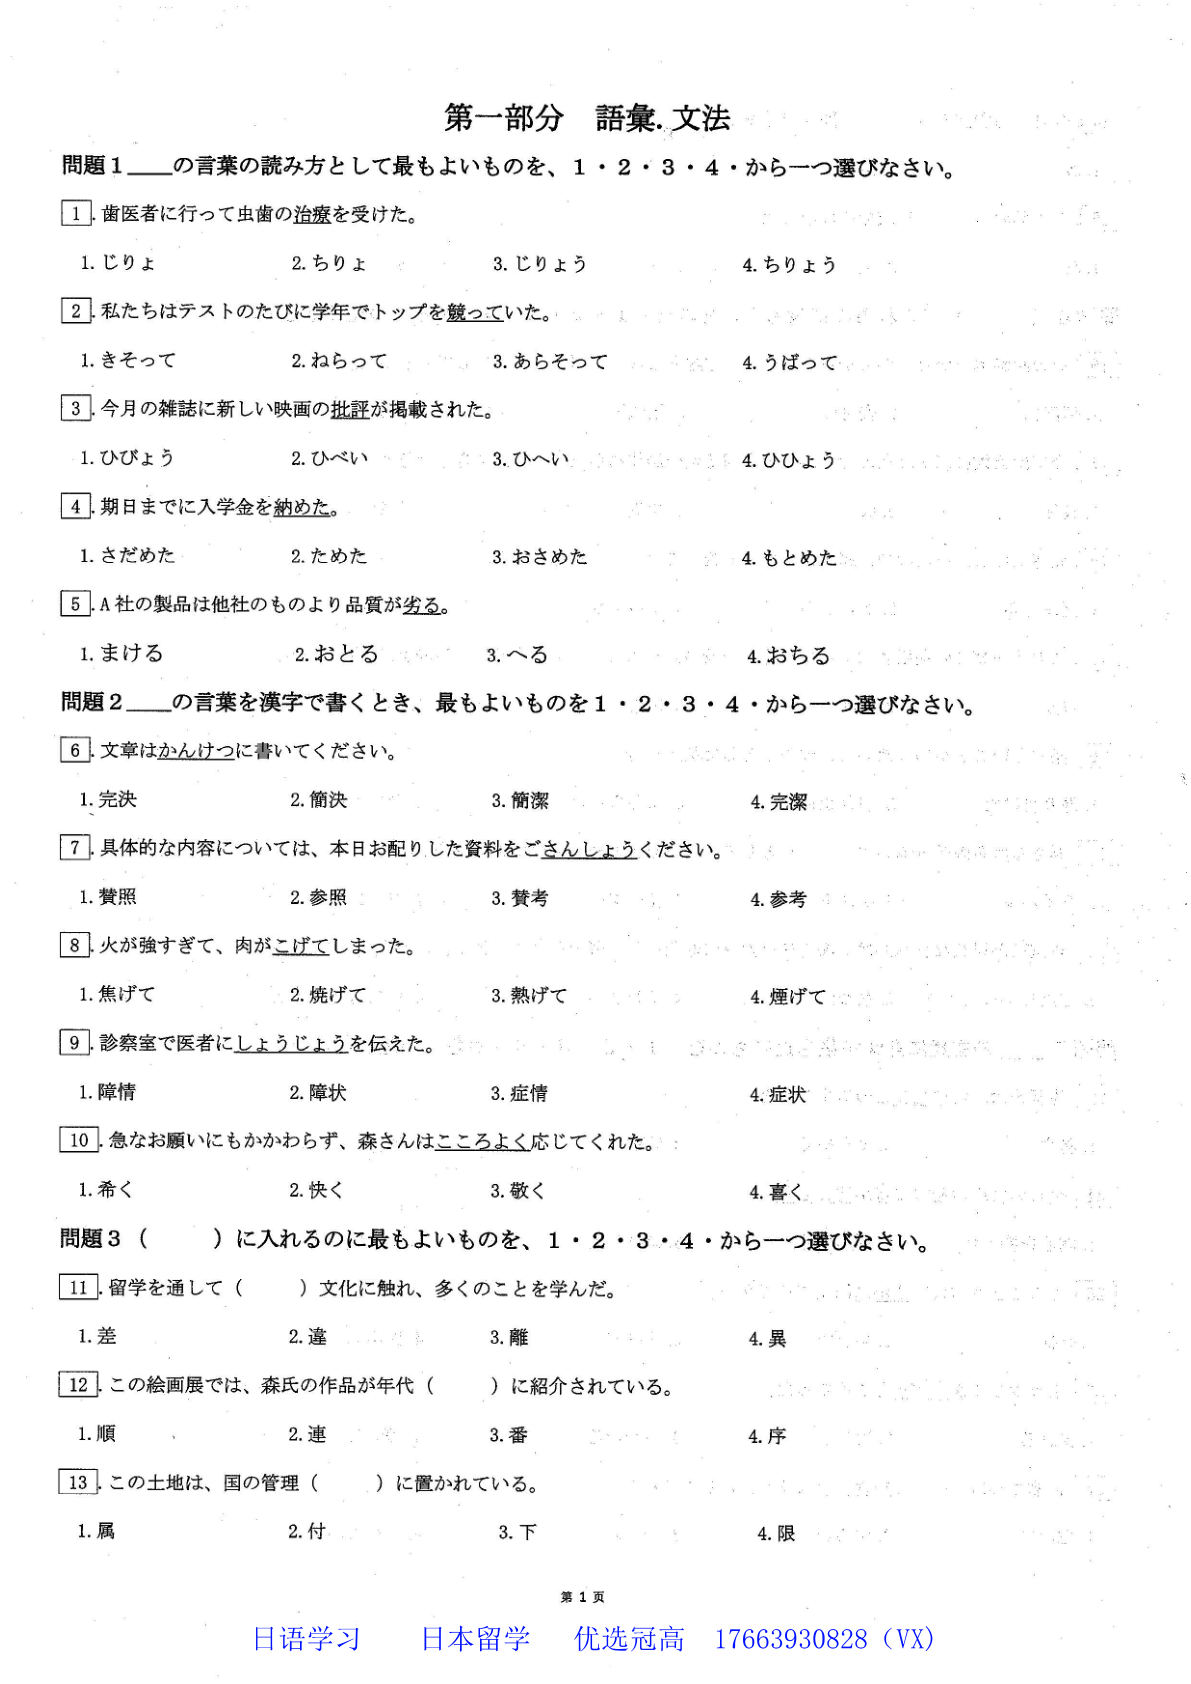 第一部分　語彙.文法
問題１____の言葉の読み方として最もよいものを、１・２・３・４・から一つ選びなさい。
1.歯医者に行って虫歯の治療を受けた。
1.じりょ 2.ちりょ 3.じりょう 4.ちりょう
2.私たちはテストのたびに学年でトップを競っていた。
1.きそって 2.ねらって 3.あらそって 4.うばって
3.今月の雑誌に新しい映画の批評が掲載された。
1.ひびょう 2.ひべい 3.ひへい 4.ひひょう
4.期日までに入学金を納めた。
1.さだめた 2.ためた 3.おさめた 4.もとめた
5.A社の製品は他社のものより品質が劣る。
1.まける 2.おとる 3.へる 4.おちる
問題２____の言葉を漢字で書くとき、最もよいものを１・２・３・４・から一つ選びなさい。
6.文章はかんけつに書いてください。
1.完決 2.簡決 3.簡潔 4.完潔
7.具体的な内容については、本日お配りした資料をごさんしょうください。
1.賛照 2.参照 3.賛考 4.参考
8.火が強すぎて、肉がこげてしまった。
1.焦げて 2.焼げて 3.熱げて 4.煙げて
9.診察室で医者にしょうじょうを伝えた。
1.障情 2.障状 3.症情 4.症状
10.急なお願いにもかかわらず、森さんはこころよく応じてくれた。
1.希く 2.快く 3.敬く 4.喜く
問題３（　　　）に入れるのに最もよいものを、１・２・３・４・から一つ選びなさい。
11.留学を通して（　　　）文化に触れ、多くのことを学んだ。
1.差 2.違 3.離 4.異
12.この絵画展では、森氏の作品が年代（　　　）に紹介されている。
1.順 2.連 3.番 4.序
13.この土地は、国の管理（　　　）に置かれている。
1.属 2.付 3.下 4.限
第 1 页
日语学习　　日本留学　　优选冠高　17663930828（VX）